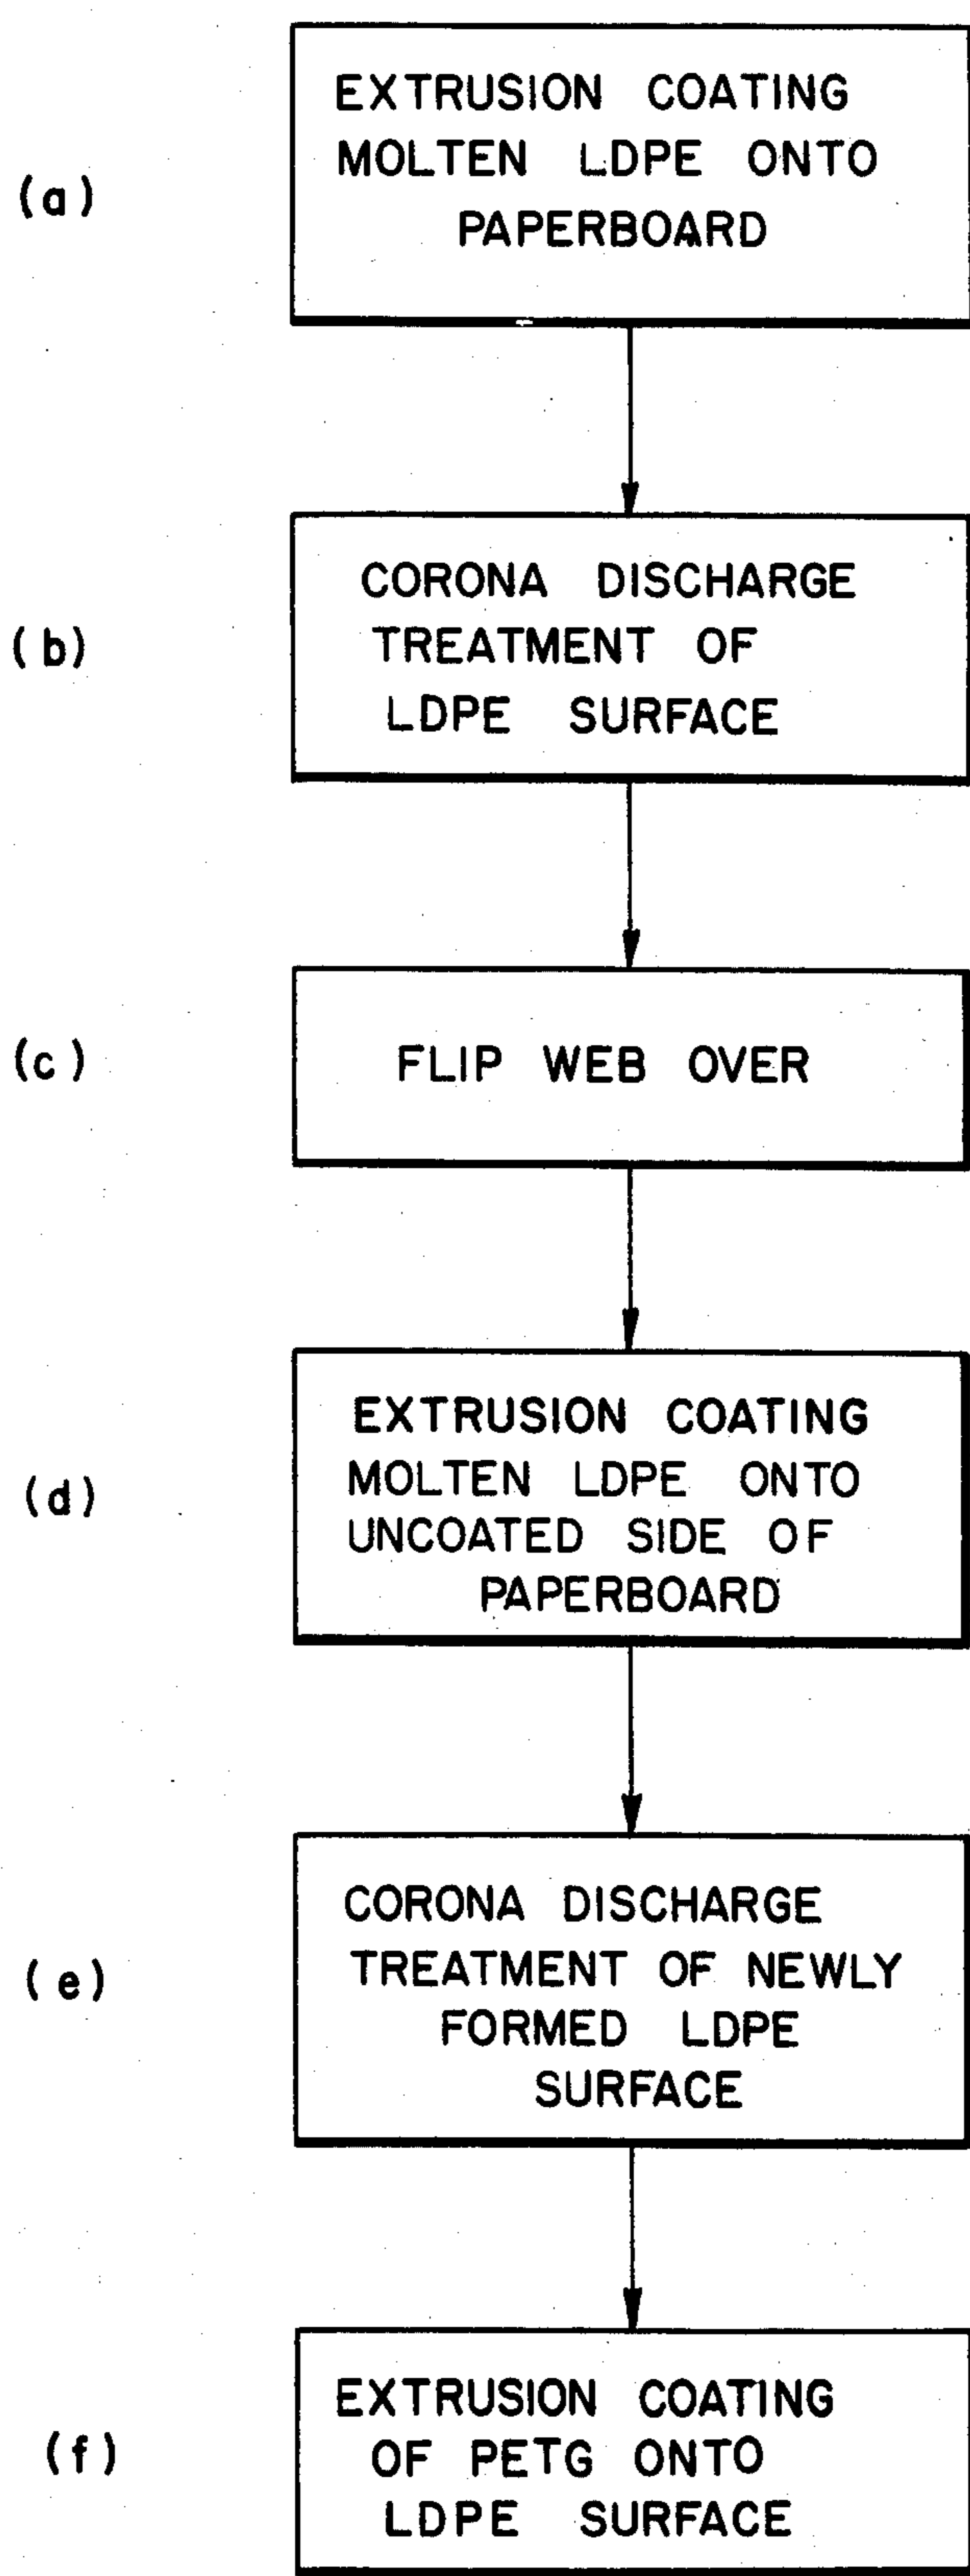 (a)
EXTRUSION COATING
MOLTEN LDPE ONTO
PAPERBOARD
(b)
CORONA DISCHARGE
TREATMENT OF
LDPE SURFACE
(c)
FLIP WEB OVER
(d)
EXTRUSION COATING
MOLTEN LDPE ONTO
UNCOATED SIDE OF
PAPERBOARD
(e)
CORONA DISCHARGE
TREATMENT OF NEWLY
FORMED LDPE
SURFACE
(f)
EXTRUSION COATING
OF PETG ONTO
LDPE SURFACE